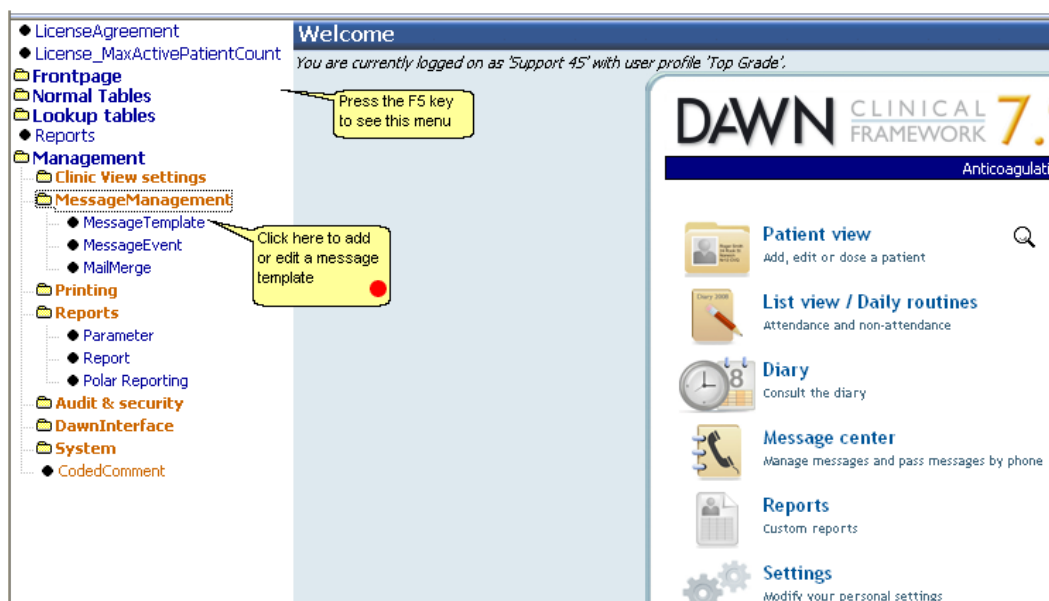 LicenseAgreement
License_MaxActivePatientCount
Frontpage
Normal Tables
Lookup tables
Reports
Management
Clinic View settings
MessageManagement
MessageTemplate
MessageEvent
MailMerge
Printing
Reports
Parameter
Report
Polar Reporting
Audit & security
DawnInterface
System
CodedComment
Press the F5 key
to see this menu
Click here to add
or edit a message
template
Welcome
You are currently logged on as 'Support 45' with user profile 'Top Grade'.
DAWN CLINICAL FRAMEWORK 7.
Anticoagulati
Patient view
Add, edit or dose a patient
List view / Daily routines
Attendance and non-attendance
Diary 2008
Diary
8
Consult the diary
Message center
Manage messages and pass messages by phone
Reports
Custom reports
Settings
Modify your personal settings